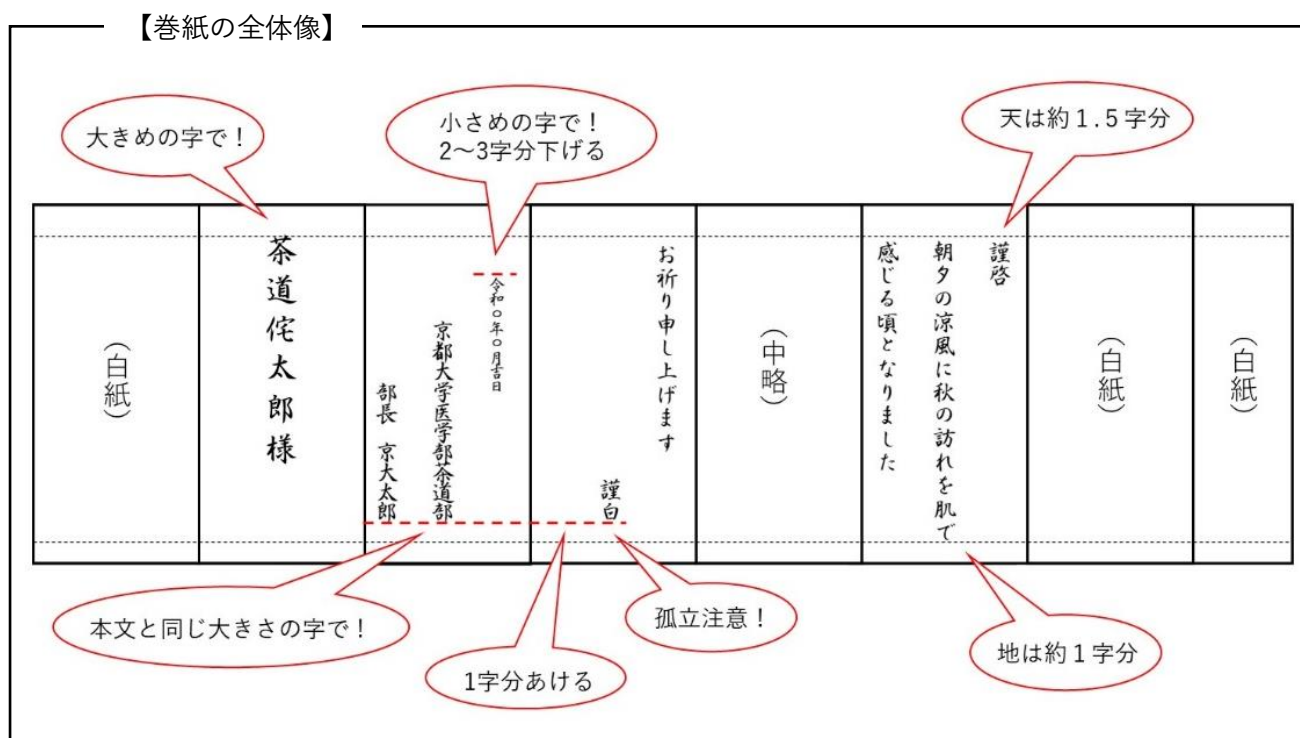 【巻紙の全体像】
天は約1.5字分
小さめの字で!
2〜3字分下げる
大きめの字で!
(白紙)
(白紙)
謹啓
朝夕の涼風に秋の訪れを肌で
感じる頃となりました
(中略)
お祈り申し上げます
謹白
令和〇年〇月吉日
京都大学医学部茶道部
部長 京大太郎
茶道侘太郎様
(白紙)
本文と同じ大きさの字で!
1字分あける
孤立注意!
地は約1字分